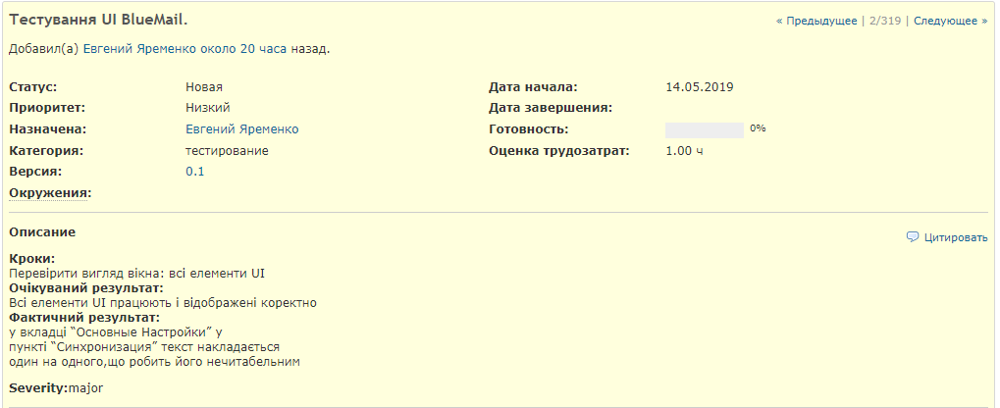 Тестування UI BlueMail.
« Предыдущее | 2/319 | Следующее »
Добавил(а) Евгений Яременко около 20 часа назад.
Статус: Новая Дата начала: 14.05.2019
Приоритет: Низкий Дата завершения:
Назначена: Евгений Яременко Готовность: 0%
Категория: тестирование Оценка трудозатрат: 1.00 ч
Версия: 0.1
Окружения:
Описание
Цитировать
Кроки:
Перевірити вигляд вікна: всі елементи UI
Очікуваний результат:
Всі елементи UI працюють і відображені коректно
Фактичний результат:
у вкладці “Основные Настройки” у
пункті “Синхронизация” текст накладається
один на одного,що робить його нечитабельним
Severity:major